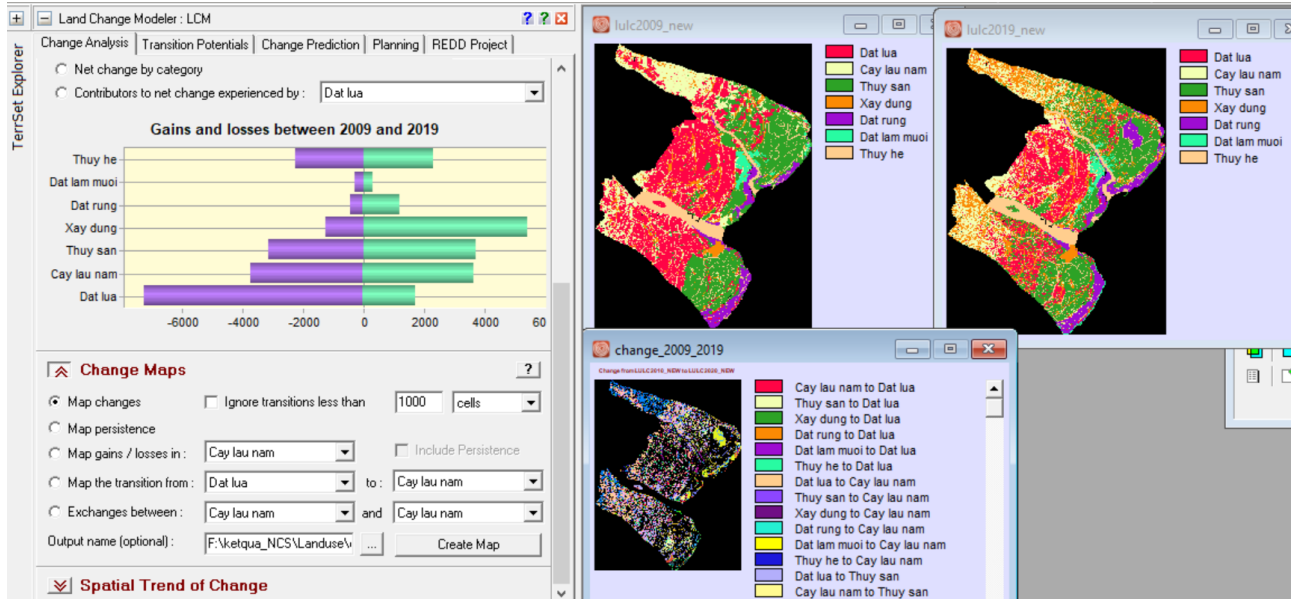 Land Change Modeler : LCM
? ?
TerrSet Explorer
Change Analysis Transition Potentials Change Prediction Planning REDD Project
Net change by category
Contributors to net change experienced by : Dat lua
Gains and losses between 2009 and 2019
Thuy he
Dat lam muoi
Dat rung
Xay dung
Thuy san
Cay lau nam
Dat lua
-6000 -4000 -2000 0 2000 4000 60
Change Maps
?
Map changes Ignore transitions less than 1000 cells
Map persistence
Map gains / losses in : Cay lau nam Include Persistence
Map the transition from : Dat lua to : Cay lau nam
Exchanges between : Cay lau nam and Cay lau nam
Output name (optional) : F:\ketqua_NCS\Landuse\ ... Create Map
Spatial Trend of Change
lulc2009_new
Dat lua
Cay lau nam
Thuy san
Xay dung
Dat rung
Dat lam muoi
Thuy he
lulc2019_new
Dat lua
Cay lau nam
Thuy san
Xay dung
Dat rung
Dat lam muoi
Thuy he
change_2009_2019
Change from LULC2010_NEW to LULC2020_NEW
Cay lau nam to Dat lua
Thuy san to Dat lua
Xay dung to Dat lua
Dat rung to Dat lua
Dat lam muoi to Dat lua
Thuy he to Dat lua
Dat lua to Cay lau nam
Thuy san to Cay lau nam
Xay dung to Cay lau nam
Dat rung to Cay lau nam
Dat lam muoi to Cay lau nam
Thuy he to Cay lau nam
Dat lua to Thuy san
Cay lau nam to Thuy san